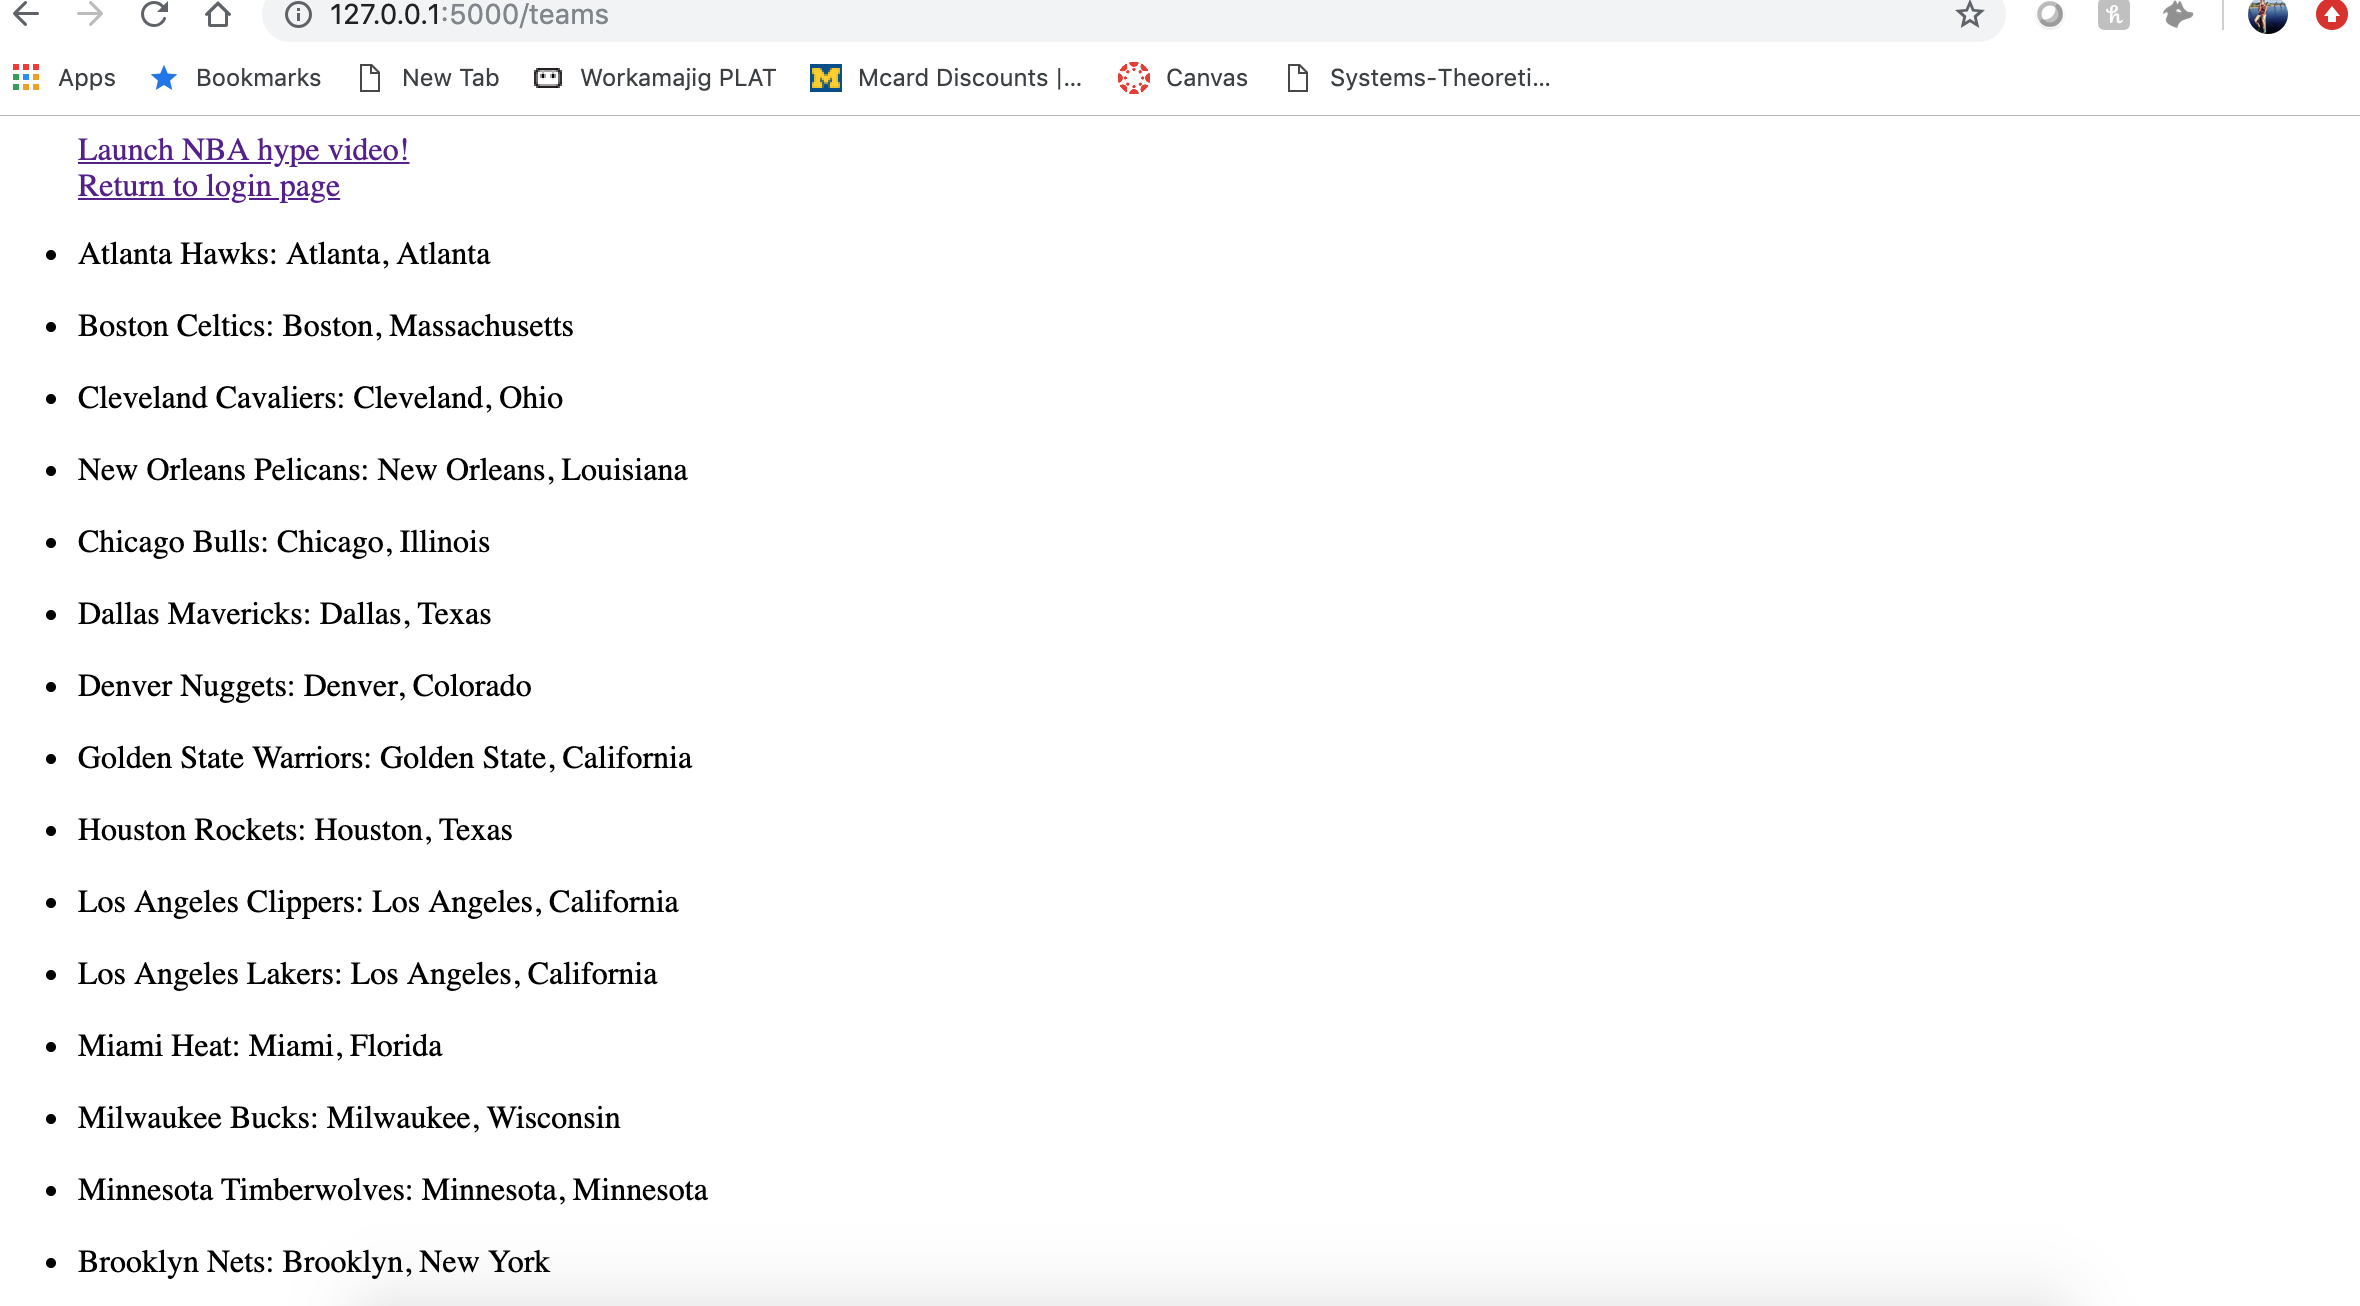 127.0.0.1:5000/teams
Apps Bookmarks New Tab Workamajig PLAT Mcard Discounts |... Canvas Systems-Theoreti...
Launch NBA hype video!
Return to login page
• Atlanta Hawks: Atlanta, Atlanta
• Boston Celtics: Boston, Massachusetts
• Cleveland Cavaliers: Cleveland, Ohio
• New Orleans Pelicans: New Orleans, Louisiana
• Chicago Bulls: Chicago, Illinois
• Dallas Mavericks: Dallas, Texas
• Denver Nuggets: Denver, Colorado
• Golden State Warriors: Golden State, California
• Houston Rockets: Houston, Texas
• Los Angeles Clippers: Los Angeles, California
• Los Angeles Lakers: Los Angeles, California
• Miami Heat: Miami, Florida
• Milwaukee Bucks: Milwaukee, Wisconsin
• Minnesota Timberwolves: Minnesota, Minnesota
• Brooklyn Nets: Brooklyn, New York